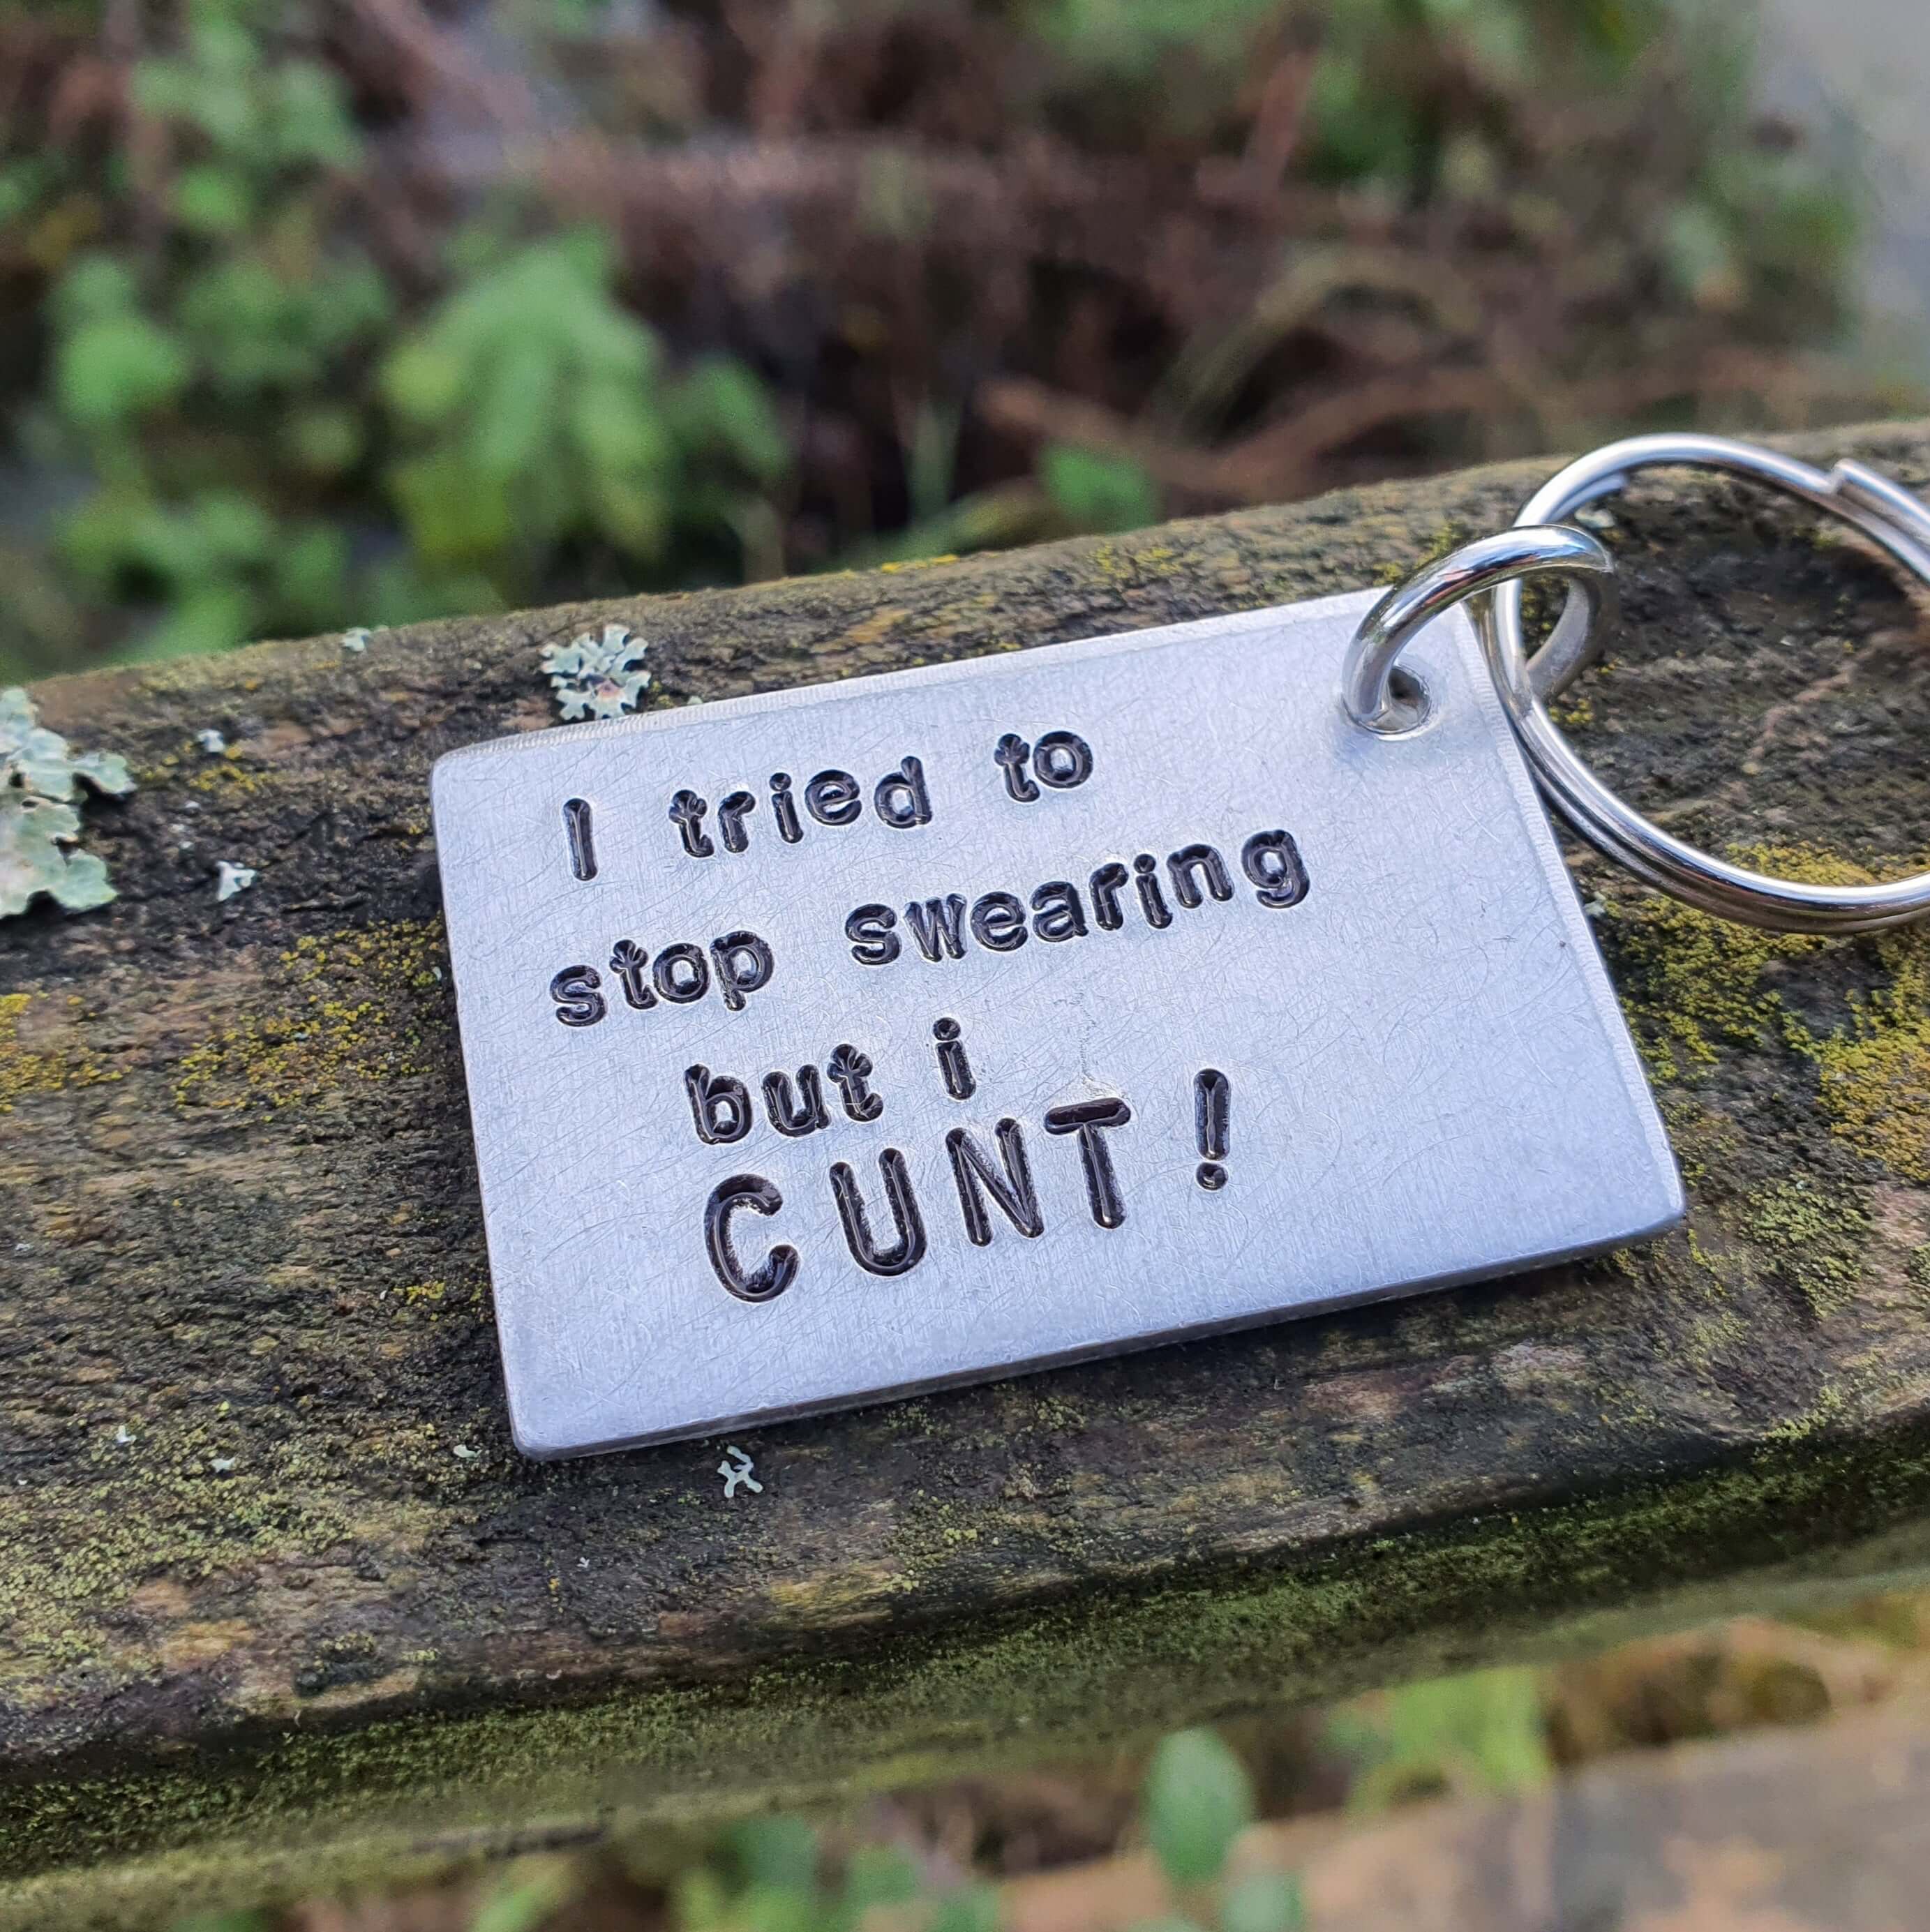 I tried to
stop swearing
but i
CUNT!